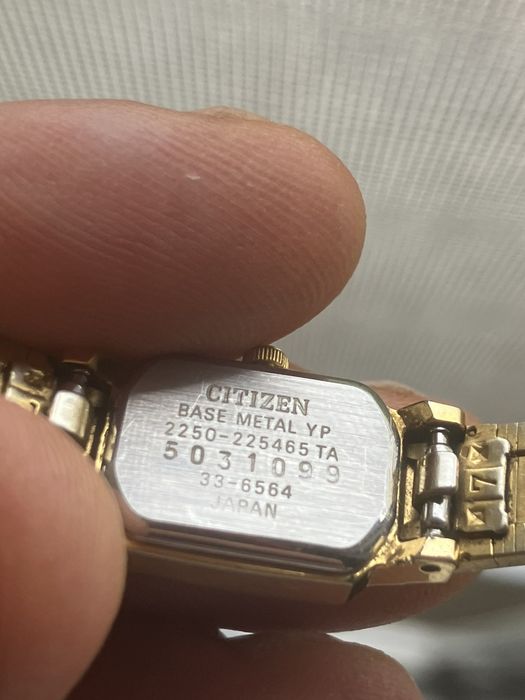 CITIZEN
BASE METAL YP
2250-225465 TA
5031099
33-6564
JAPAN